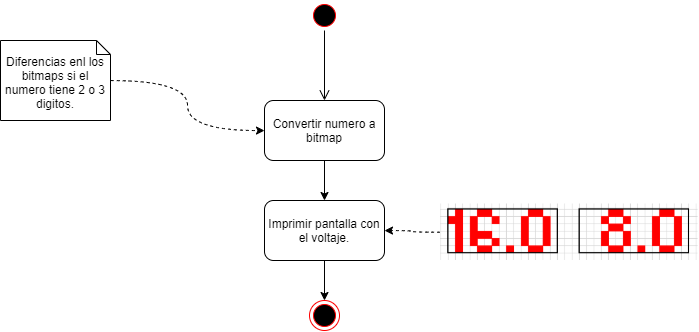 Diferencias enl los
bitmaps si el
numero tiene 2 o 3
digitos.
Convertir numero a
bitmap
Imprimir pantalla con
el voltaje.
16.0
8.0